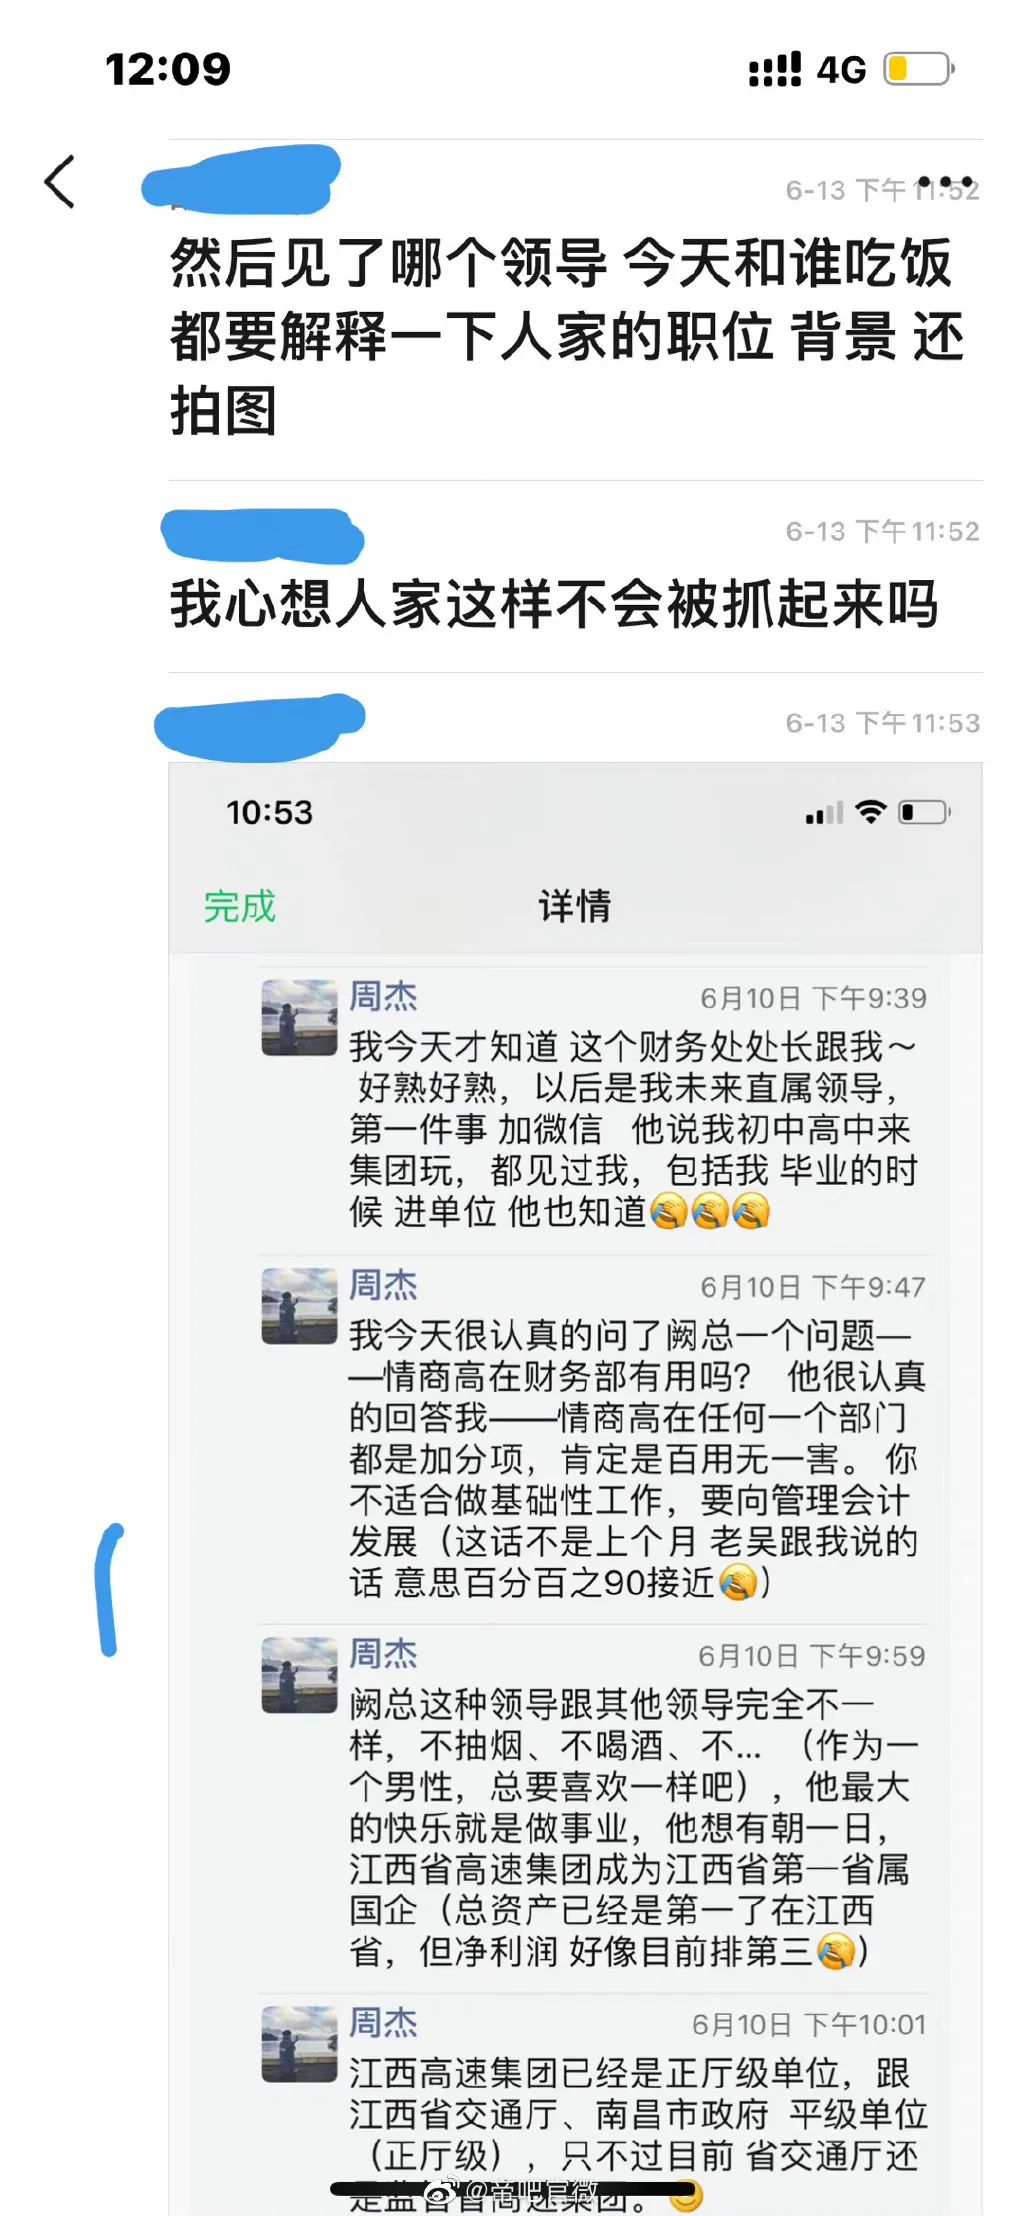 12:09
4G
6-13 下午11:52
然后见了哪个领导 今天和谁吃饭
都要解释一下人家的职位 背景 还
拍图
6-13 下午11:52
我心想人家这样不会被抓起来吗
6-13 下午11:53
10:53
完成
详情
周杰
6月10日 下午9:39
我今天才知道 这个财务处处长跟我～
好熟好熟，以后是我未来直属领导，
第一件事 加微信 他说我初中高中来
集团玩，都见过我，包括我 毕业的时
候 进单位 他也知道🤣🤣🤣
周杰
6月10日 下午9:47
我今天很认真的问了阙总一个问题—
—情商高在财务部有用吗？ 他很认真
的回答我——情商高在任何一个部门
都是加分项，肯定是百用无一害。你
不适合做基础性工作，要向管理会计
发展（这话不是上个月 老吴跟我说的
话 意思百分百之90接近🤣）
周杰
6月10日 下午9:59
阙总这种领导跟其他领导完全不一
样，不抽烟、不喝酒、不...（作为一
个男性，总要喜欢一样吧），他最大
的快乐就是做事业，他想有朝一日，
江西省高速集团成为江西省第一省属
国企（总资产已经是第一了在江西
省，但净利润 好像目前排第三🤣）
周杰
6月10日 下午10:01
江西高速集团已经是正厅级单位，跟
江西省交通厅、南昌市政府 平级单位
（正厅级），只不过目前 省交通厅还
是监管省高速集团。😊
@帝吧官微